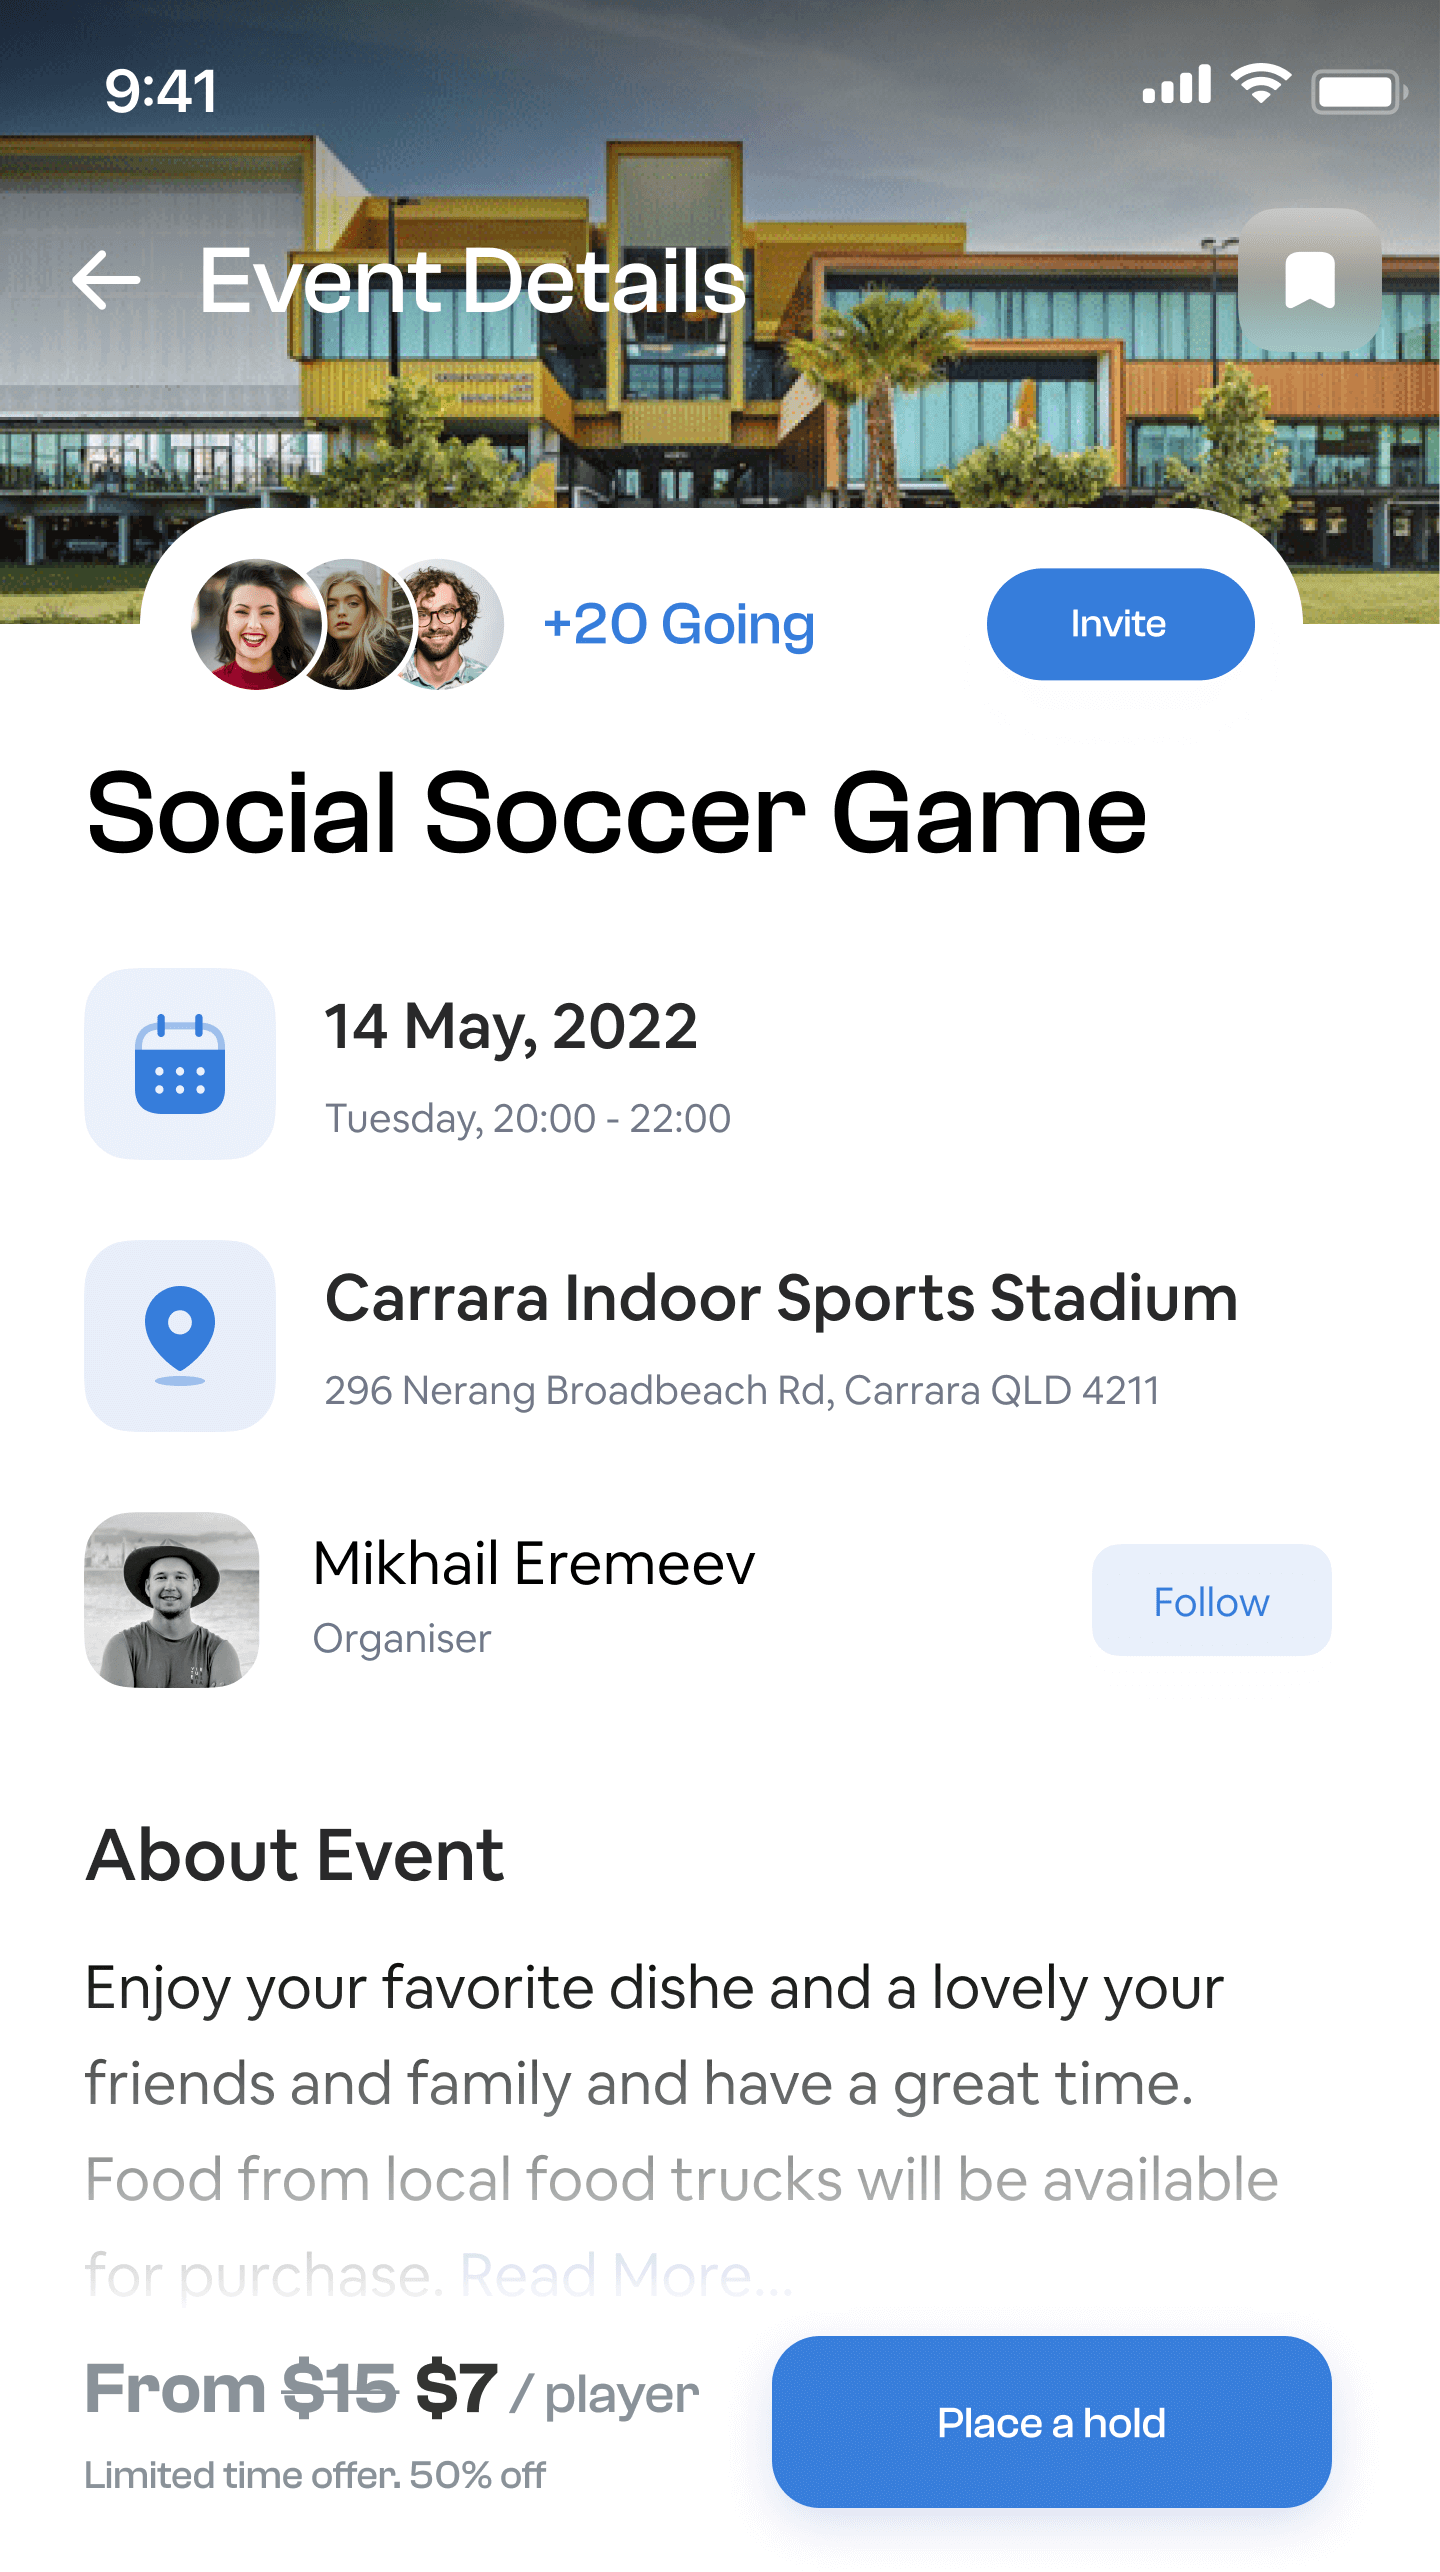 9:41
Event Details
+20 Going
Invite
Social Soccer Game
14 May, 2022
Tuesday, 20:00 - 22:00
Carrara Indoor Sports Stadium
296 Nerang Broadbeach Rd, Carrara QLD 4211
Mikhail Eremeev
Organiser
Follow
About Event
Enjoy your favorite dishe and a lovely your
friends and family and have a great time.
Food from local food trucks will be available
for purchase. Read More...
From $15 $7 / player
Limited time offer. 50% off
Place a hold